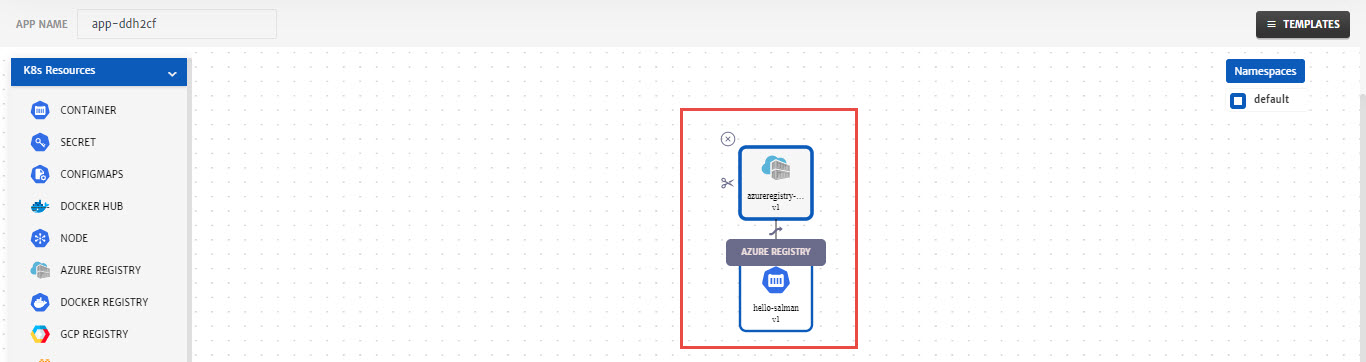 APP NAME
app-ddh2cf
TEMPLATES
K8s Resources
CONTAINER
SECRET
CONFIGMAPS
DOCKER HUB
NODE
AZURE REGISTRY
DOCKER REGISTRY
GCP REGISTRY
azureregistry-...
v1
AZURE REGISTRY
hello-salman
v1
Namespaces
default